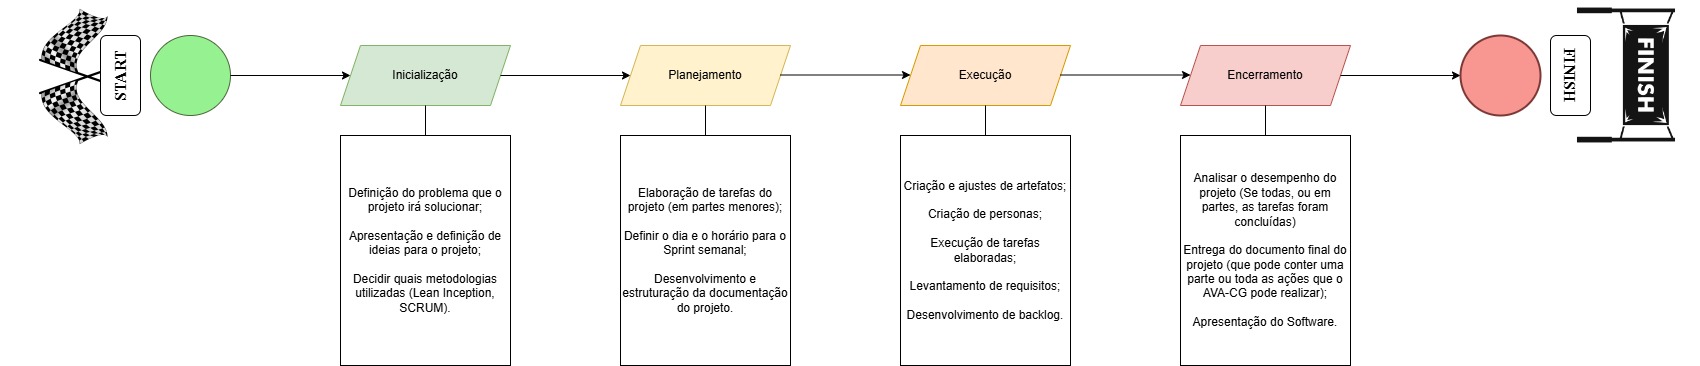 START
Inicialização
Definição do problema que o
projeto irá solucionar;
Apresentação e definição de
ideias para o projeto;
Decidir quais metodologias
utilizadas (Lean Inception,
SCRUM).
Planejamento
Elaboração de tarefas do
projeto (em partes menores);
Definir o dia e o horário para o
Sprint semanal;
Desenvolvimento e
estruturação da documentação
do projeto.
Execução
Criação e ajustes de artefatos;
Criação de personas;
Execução de tarefas
elaboradas;
Levantamento de requisitos;
Desenvolvimento de backlog.
Encerramento
Analisar o desempenho do
projeto (Se todas, ou em
partes, as tarefas foram
concluídas)
Entrega do documento final do
projeto (que pode conter uma
parte ou toda as ações que o
AVA-CG pode realizar);
Apresentação do Software.
FINISH
FINISH